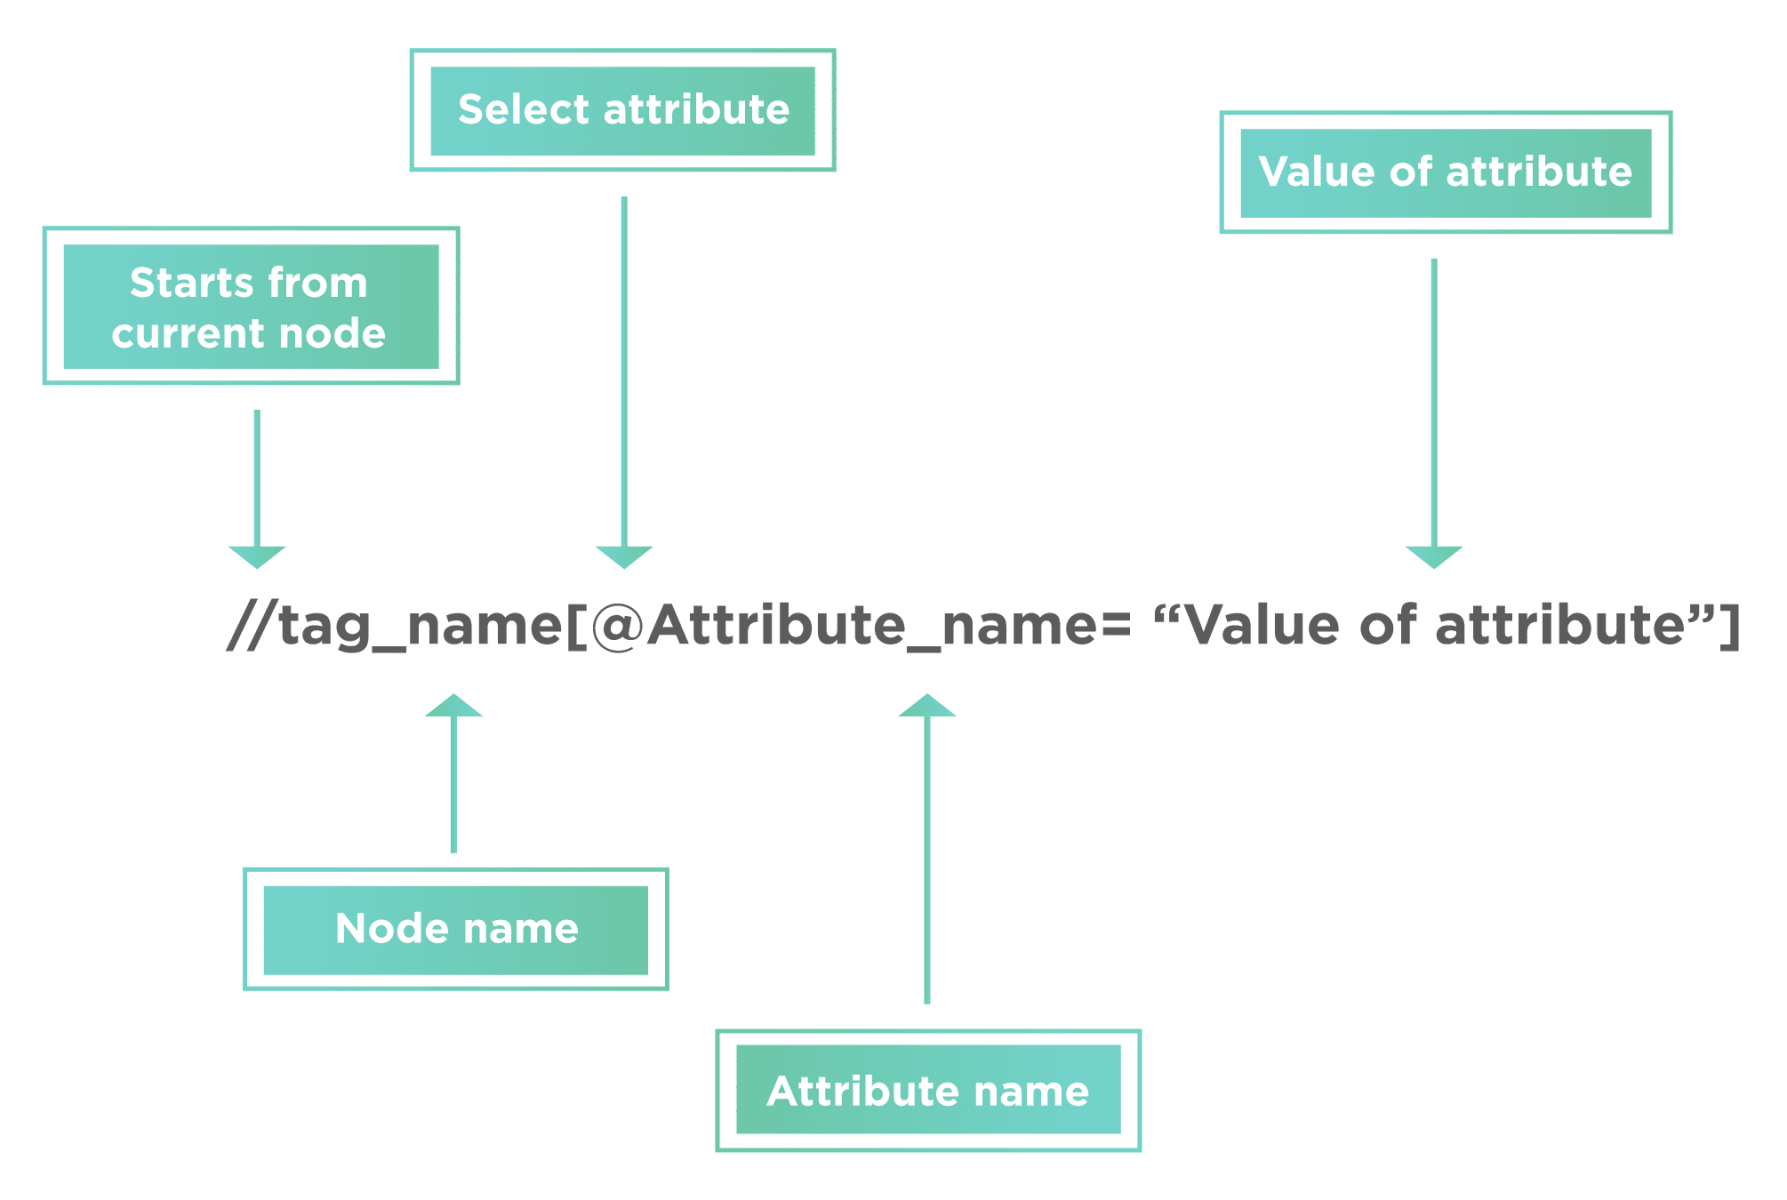 Select attribute
Value of attribute
Starts from
current node
//tag_name[@Attribute_name= “Value of attribute”]
Node name
Attribute name